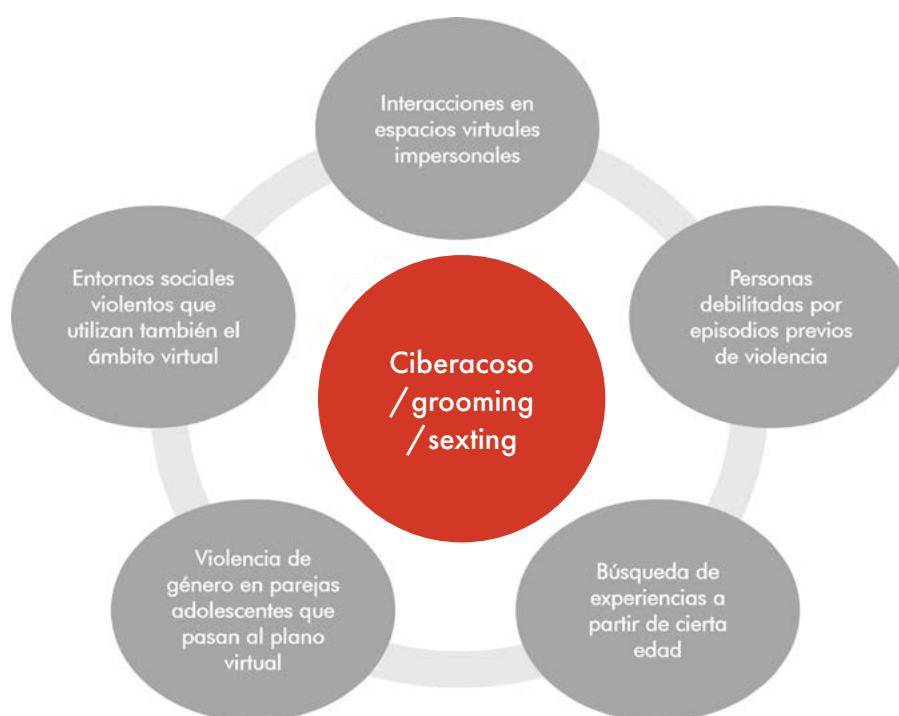 Interacciones en
espacios virtuales
impersonales
Entornos sociales
violentos que
utilizan también el
ámbito virtual
Personas
debilitadas por
episodios previos
de violencia
Ciberacoso
/grooming
/sexting
Violencia de
género en parejas
adolescentes que
pasan al plano
virtual
Búsqueda de
experiencias a
partir de cierta
edad